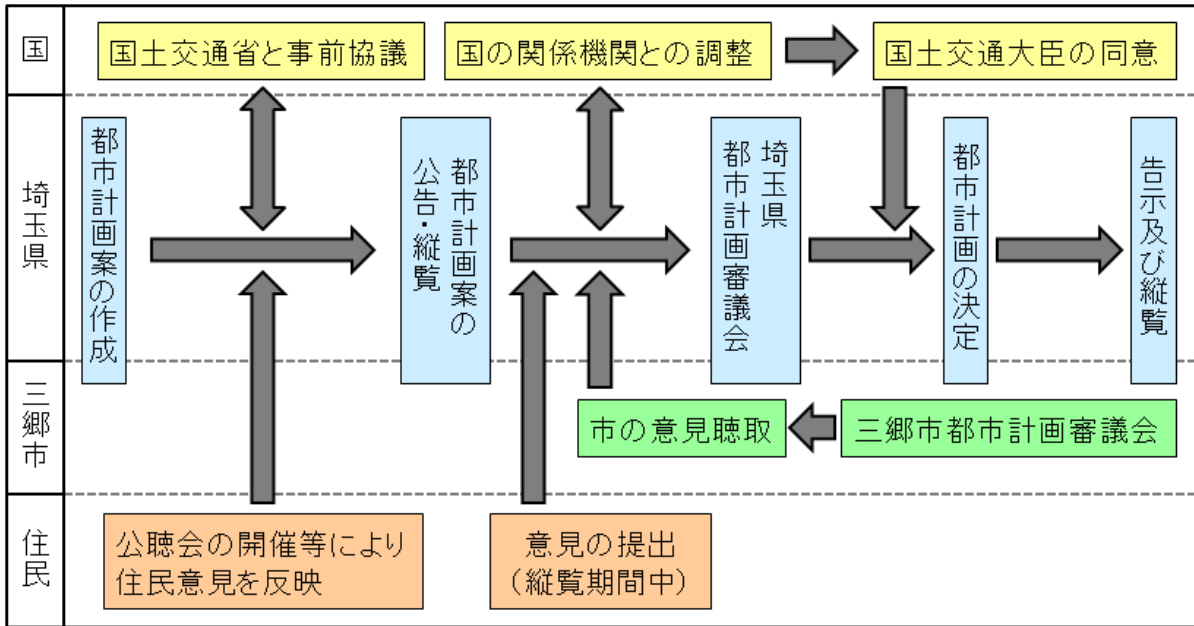 国
国土交通省と事前協議
国の関係機関との調整
国土交通大臣の同意
埼玉県
都市計画案の作成
都市計画案の
公告・縦覧
埼玉県
都市計画審議会
都市計画の決定
告示及び縦覧
三郷市
市の意見聴取
三郷市都市計画審議会
住民
公聴会の開催等により
住民意見を反映
意見の提出
（縦覧期間中）